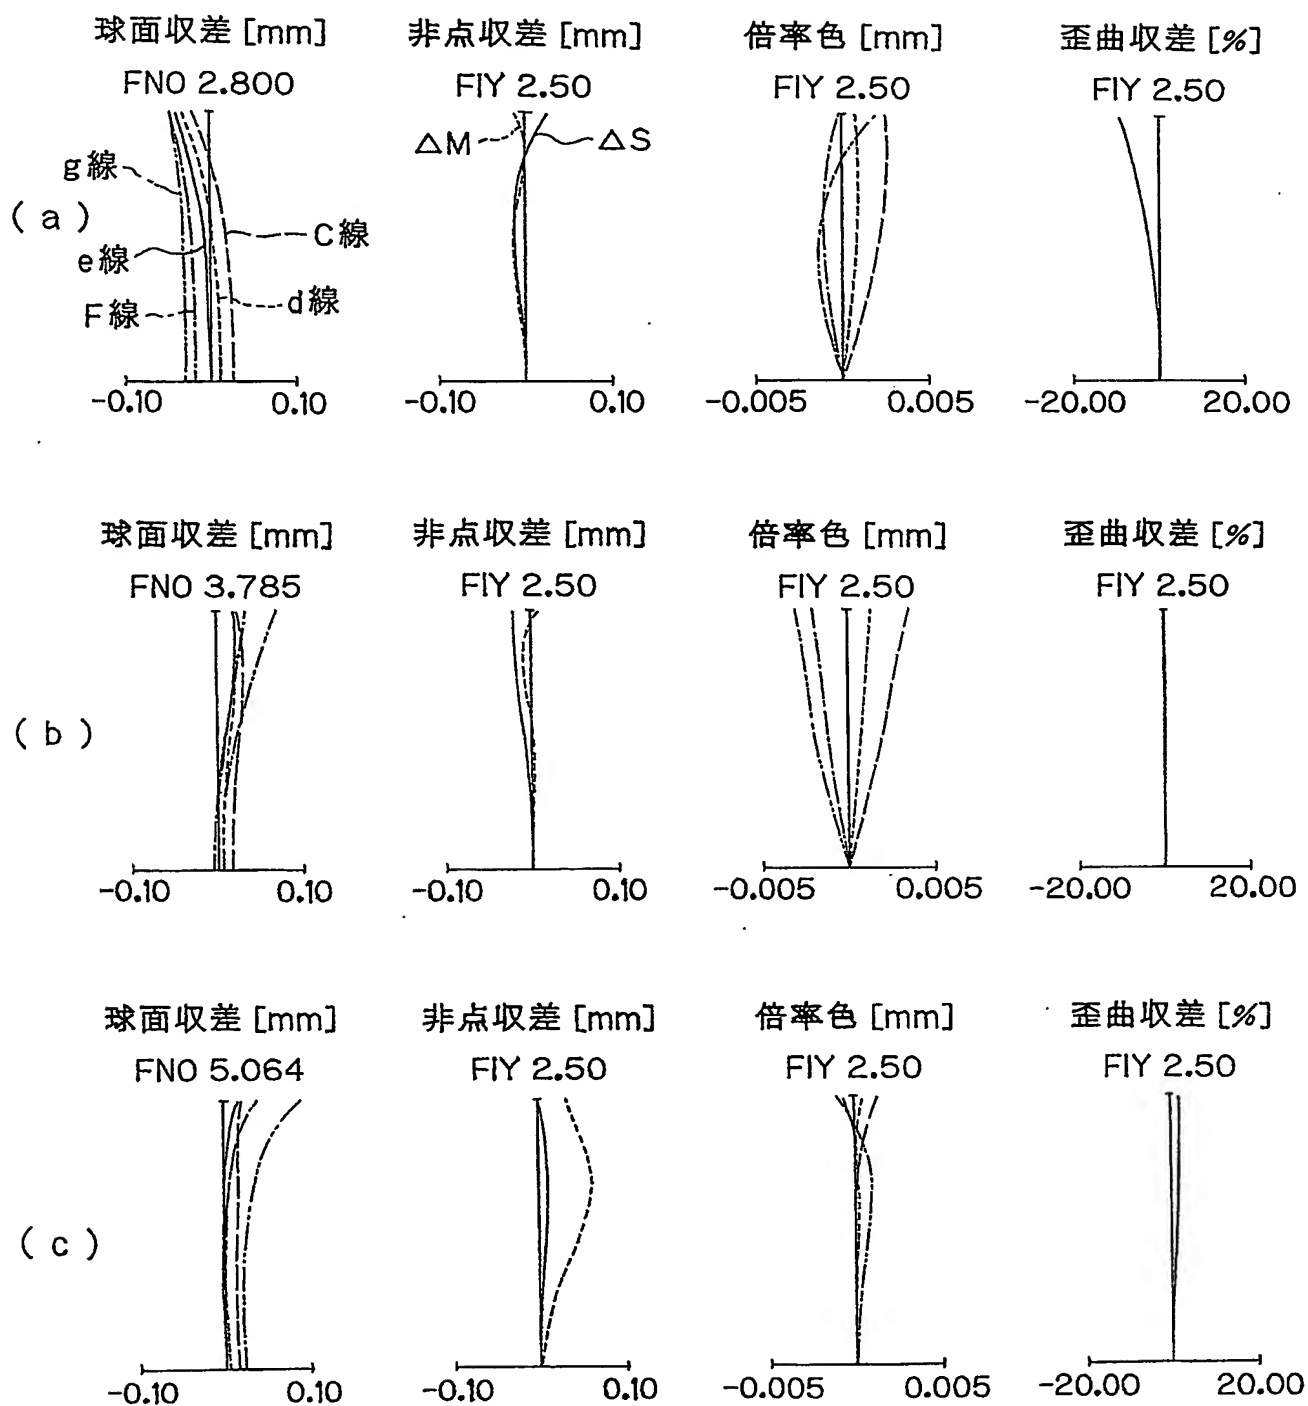 球面収差 [mm] 非点収差 [mm] 倍率色 [mm] 歪曲収差 [%]
FNO 2.800 FIY 2.50 FIY 2.50 FIY 2.50
△M △S
g線
(a)
C線
e線
d線
F線
-0.10 0.10 -0.10 0.10 -0.005 0.005 -20.00 20.00
球面収差 [mm] 非点収差 [mm] 倍率色 [mm] 歪曲収差 [%]
FNO 3.785 FIY 2.50 FIY 2.50 FIY 2.50
(b)
-0.10 0.10 -0.10 0.10 -0.005 0.005 -20.00 20.00
球面収差 [mm] 非点収差 [mm] 倍率色 [mm] 歪曲収差 [%]
FNO 5.064 FIY 2.50 FIY 2.50 FIY 2.50
(c)
-0.10 0.10 -0.10 0.10 -0.005 0.005 -20.00 20.00